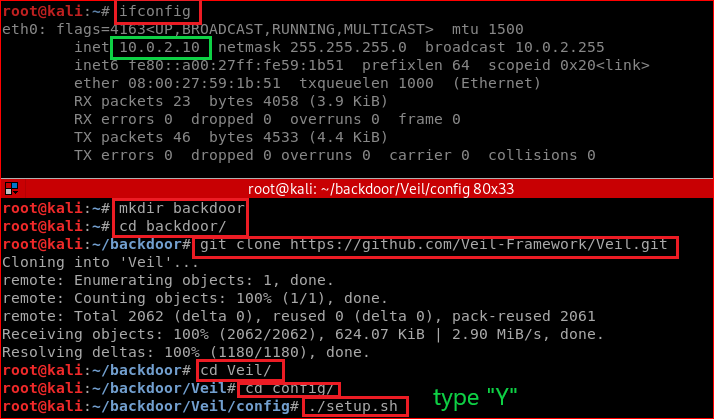 root@kali:~# ifconfig
eth0: flags=4163<UP,BROADCAST,RUNNING,MULTICAST>  mtu 1500
inet 10.0.2.10  netmask 255.255.255.0  broadcast 10.0.2.255
inet6 fe80::a00:27ff:fe59:1b51  prefixlen 64  scopeid 0x20<link>
ether 08:00:27:59:1b:51  txqueuelen 1000  (Ethernet)
RX packets 23  bytes 4058 (3.9 KiB)
RX errors 0  dropped 0  overruns 0  frame 0
TX packets 46  bytes 4533 (4.4 KiB)
TX errors 0  dropped 0 overruns 0  carrier 0  collisions 0
root@kali: ~/backdoor/Veil/config 80x33
root@kali:~# mkdir backdoor
root@kali:~# cd backdoor/
root@kali:~/backdoor# git clone https://github.com/Veil-Framework/Veil.git
Cloning into 'Veil'...
remote: Enumerating objects: 1, done.
remote: Counting objects: 100% (1/1), done.
remote: Total 2062 (delta 0), reused 0 (delta 0), pack-reused 2061
Receiving objects: 100% (2062/2062), 624.07 KiB | 2.90 MiB/s, done.
Resolving deltas: 100% (1180/1180), done.
root@kali:~/backdoor# cd Veil/
root@kali:~/backdoor/Veil# cd config/
root@kali:~/backdoor/Veil/config# ./setup.sh
type "Y"